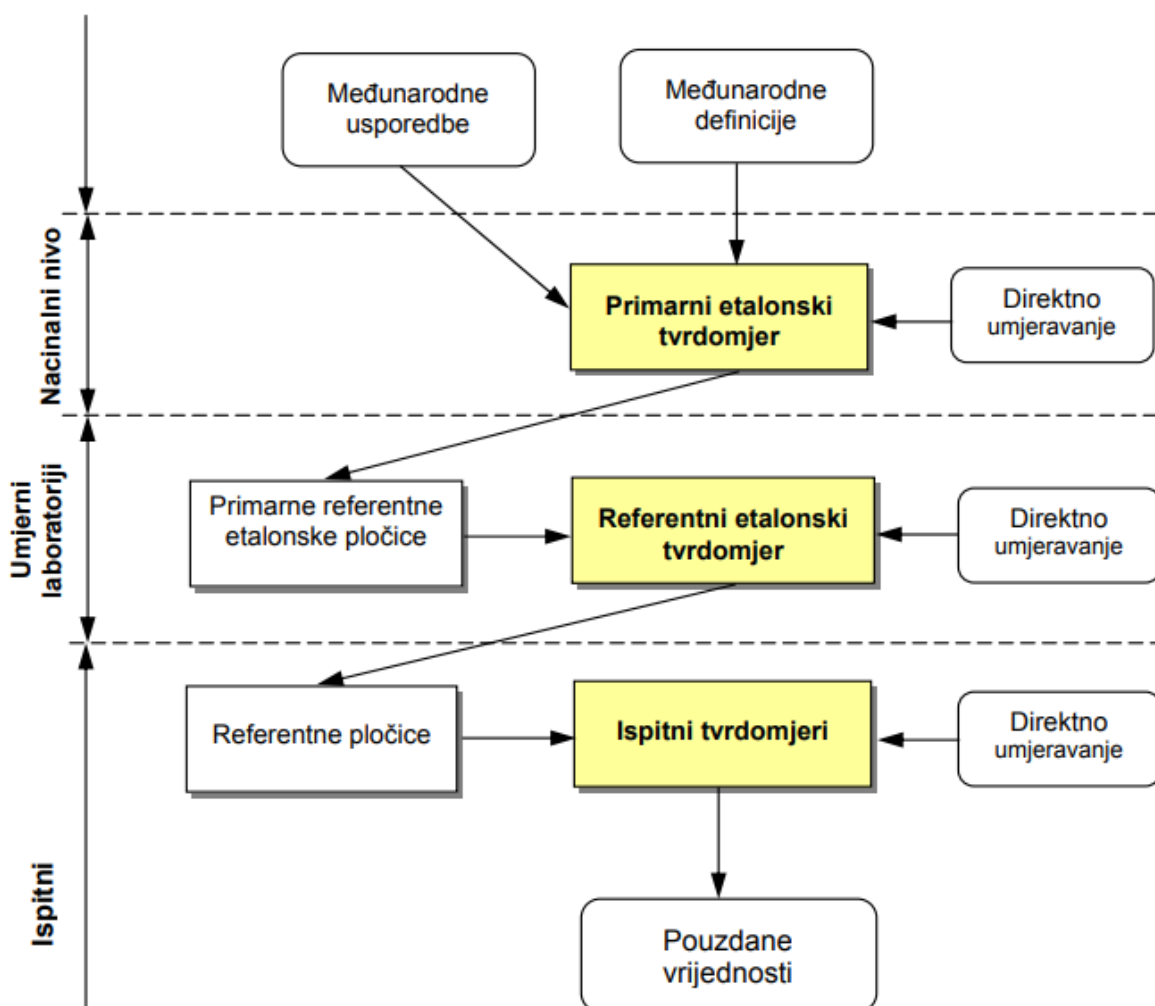 Međunarodne
usporedbe
Međunarodne
definicije
Nacinalni nivo
Primarni etalonski
tvrdomjer
Direktno
umjeravanje
Umjerni
laboratoriji
Primarne referentne
etalonske pločice
Referentni etalonski
tvrdomjer
Direktno
umjeravanje
Ispitni
Referentne pločice
Ispitni tvrdomjeri
Direktno
umjeravanje
Pouzdane
vrijednosti